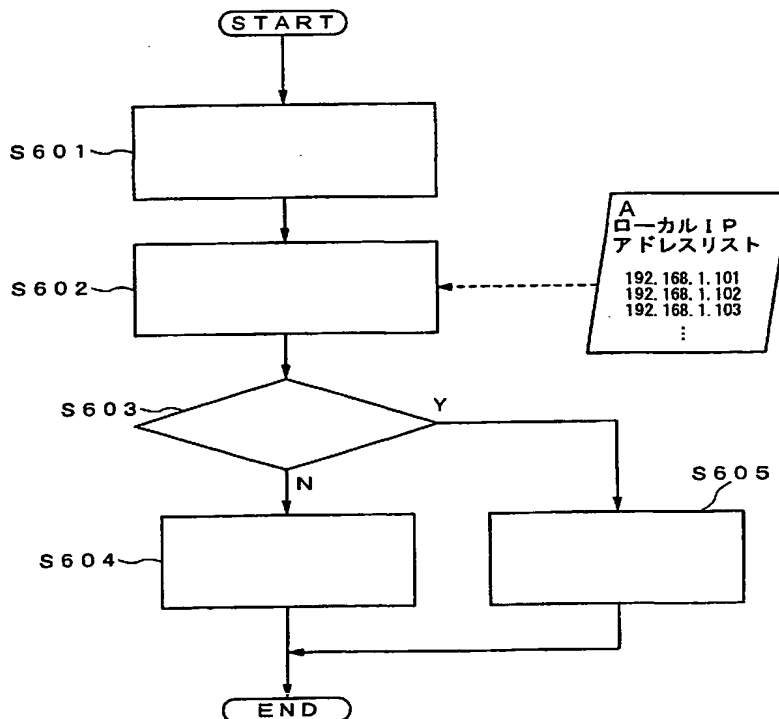 START
S601
A
ローカルIP
アドレスリスト
192.168.1.101
192.168.1.102
192.168.1.103
⋮
S602
S603
Y
N
S605
S604
END